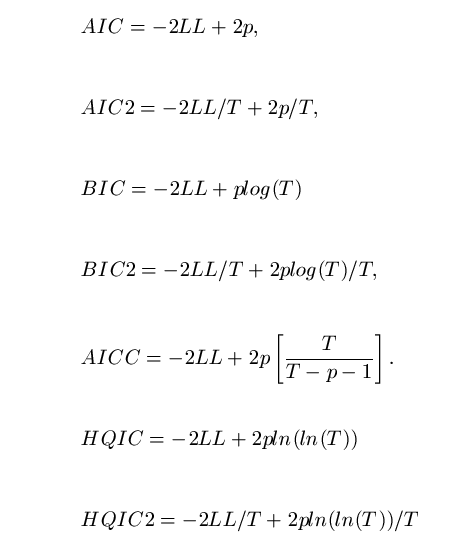 AIC = −2LL + 2p,
AIC2 = −2LL/T + 2p/T,
BIC = −2LL + plog(T)
BIC2 = −2LL/T + 2plog(T)/T,
AICC = −2LL + 2p [ T / (T − p − 1) ] .
HQIC = −2LL + 2pln(ln(T))
HQIC2 = −2LL/T + 2pln(ln(T))/T